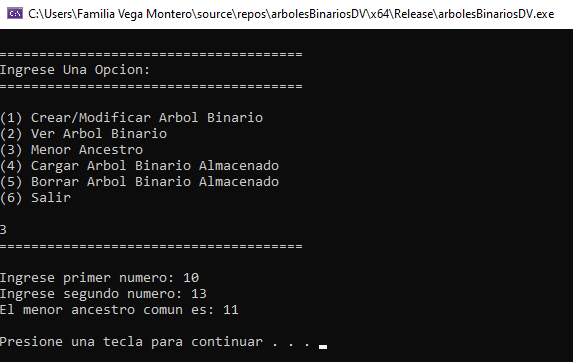 C:\Users\Familia Vega Montero\source\repos\arbolesBinariosDV\x64\Release\arbolesBinariosDV.exe
======================================
Ingrese Una Opcion:
======================================
(1) Crear/Modificar Arbol Binario
(2) Ver Arbol Binario
(3) Menor Ancestro
(4) Cargar Arbol Binario Almacenado
(5) Borrar Arbol Binario Almacenado
(6) Salir
3
======================================
Ingrese primer numero: 10
Ingrese segundo numero: 13
El menor ancestro comun es: 11
Presione una tecla para continuar . . .